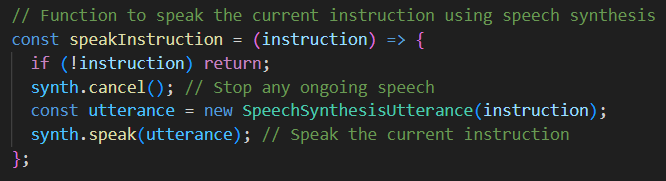 // Function to speak the current instruction using speech synthesis
const speakInstruction = (instruction) => {
  if (!instruction) return;
  synth.cancel(); // Stop any ongoing speech
  const utterance = new SpeechSynthesisUtterance(instruction);
  synth.speak(utterance); // Speak the current instruction
};